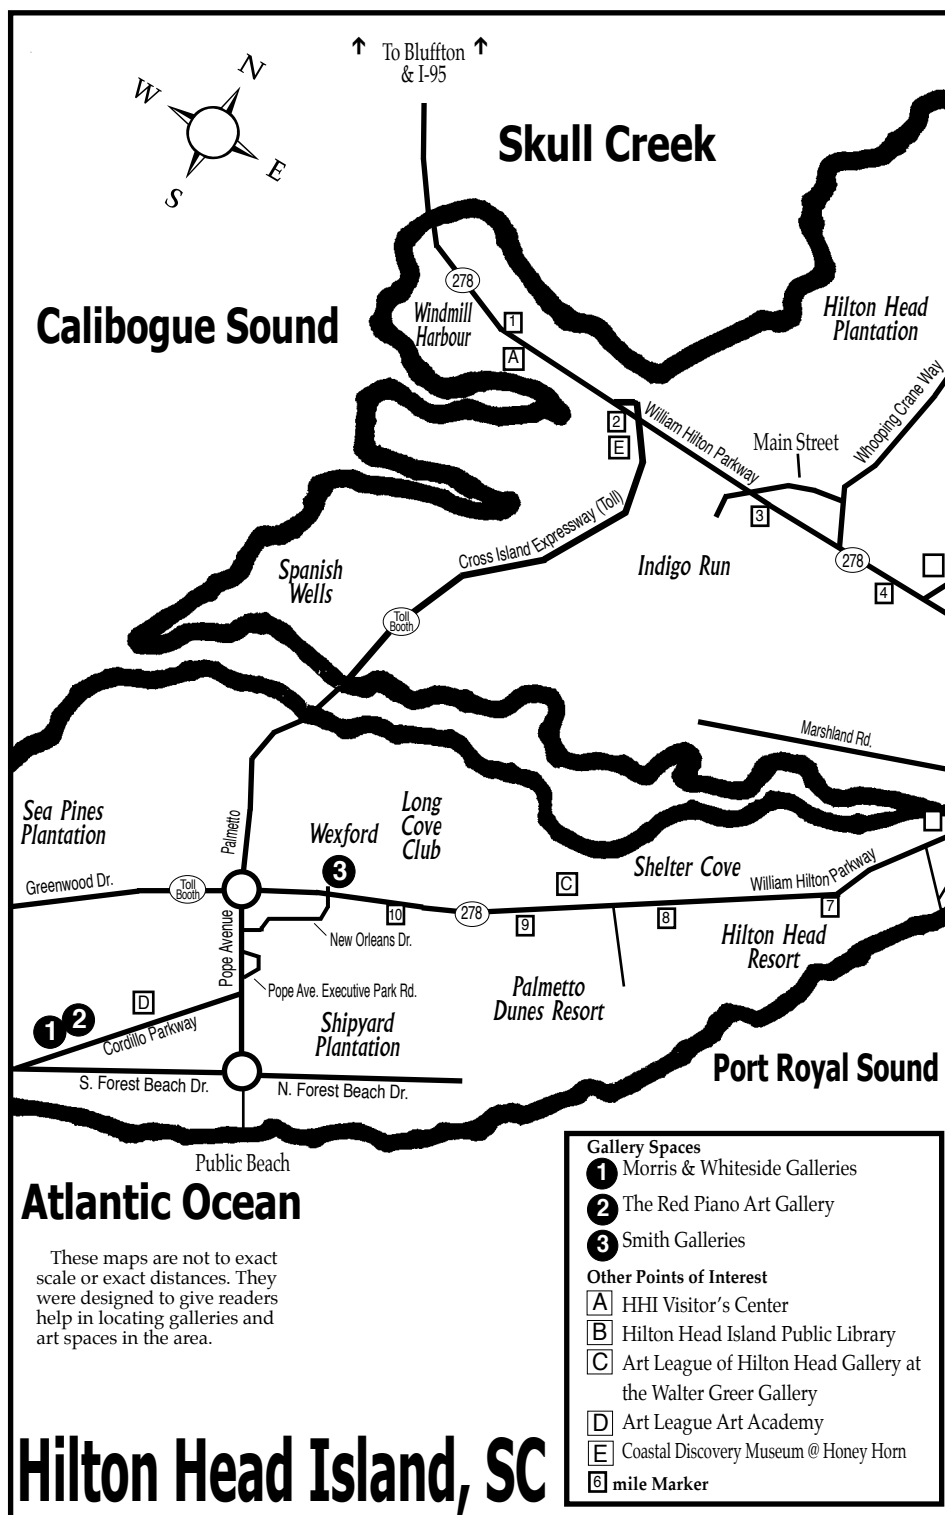 ↑ To Bluffton ↑
& I-95
N
W
E
S
Skull Creek
278
Calibogue Sound
Windmill
Harbour
1
A
Hilton Head
Plantation
2
E
William Hilton Parkway
Main Street
Whooping Crane Way
3
Cross Island Expressway (Toll)
Spanish
Wells
Indigo Run
278
4
Toll
Booth
Marshland Rd.
Sea Pines
Plantation
Palmetto
Wexford
Long
Cove
Club
Shelter Cove
William Hilton Parkway
Greenwood Dr.
Toll
Booth
3
C
10
278
9
8
7
Pope Avenue
New Orleans Dr.
Hilton Head
Resort
Pope Ave. Executive Park Rd.
Palmetto
Dunes Resort
D
1
2
Cordillo Parkway
Shipyard
Plantation
Port Royal Sound
S. Forest Beach Dr.
N. Forest Beach Dr.
Public Beach
Atlantic Ocean
These maps are not to exact
scale or exact distances. They
were designed to give readers
help in locating galleries and
art spaces in the area.
Gallery Spaces
1 Morris & Whiteside Galleries
2 The Red Piano Art Gallery
3 Smith Galleries
Other Points of Interest
A HHI Visitor's Center
B Hilton Head Island Public Library
C Art League of Hilton Head Gallery at
the Walter Greer Gallery
D Art League Art Academy
E Coastal Discovery Museum @ Honey Horn
6 mile Marker
Hilton Head Island, SC